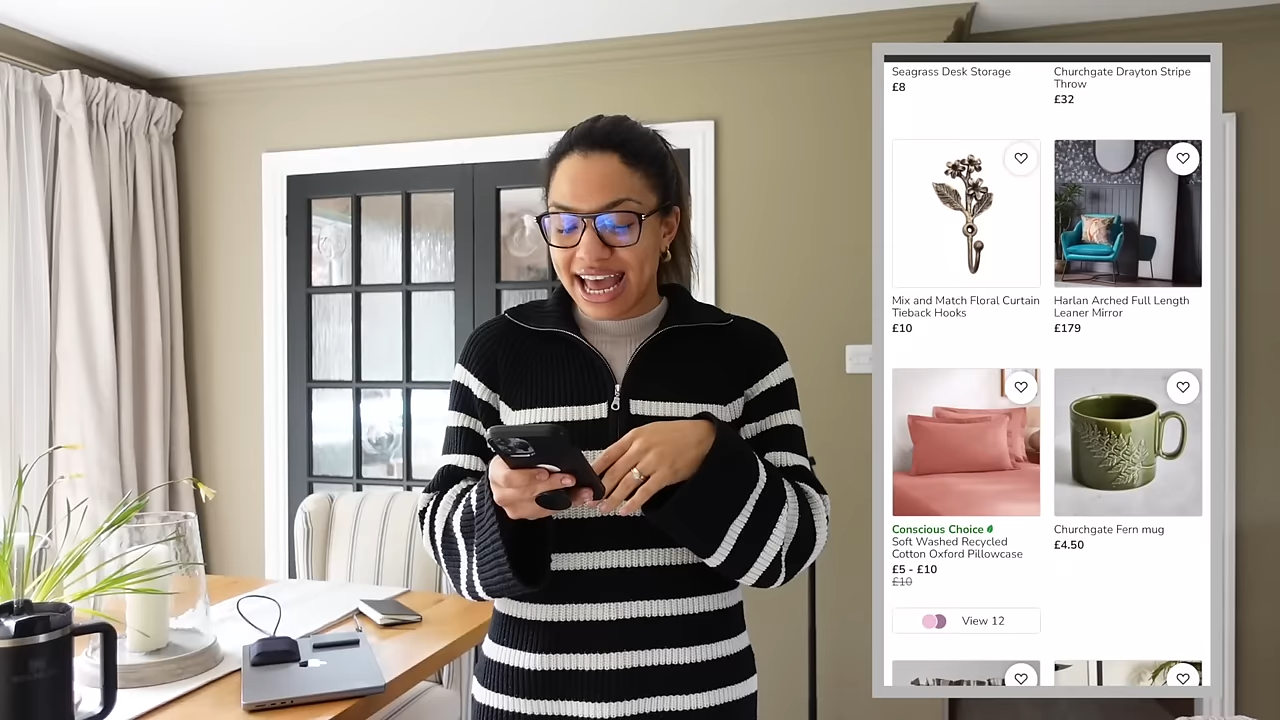 Seagrass Desk Storage
£8
Churchgate Drayton Stripe
Throw
£32
Mix and Match Floral Curtain
Tieback Hooks
£10
Harlan Arched Full Length
Leaner Mirror
£179
Conscious Choice
Soft Washed Recycled
Cotton Oxford Pillowcase
£5 - £10
£10
View 12
Churchgate Fern mug
£4.50